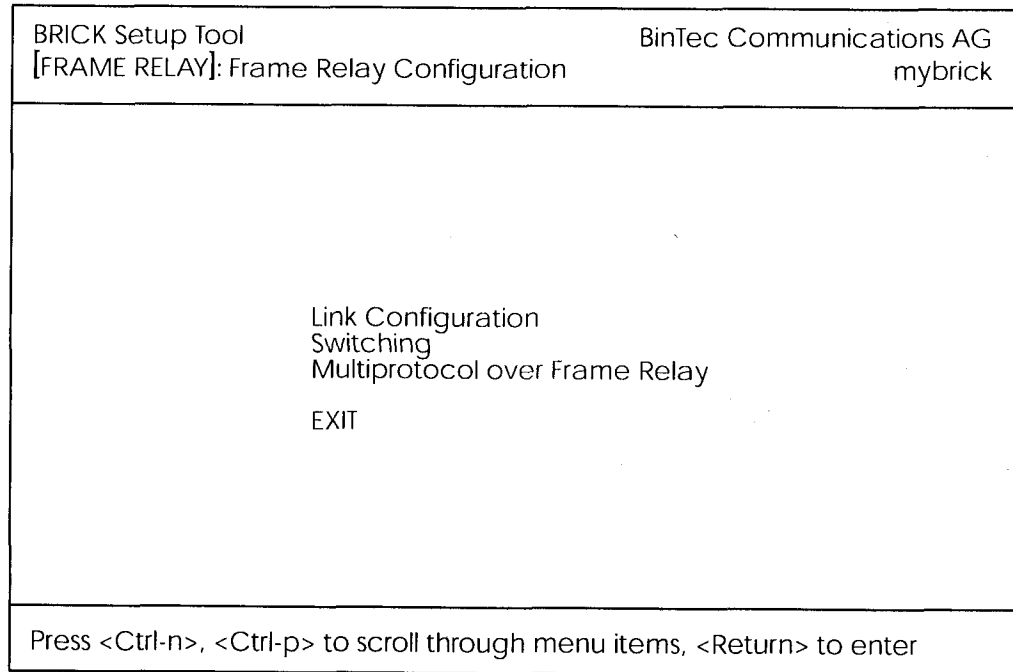 BRICK Setup Tool BinTec Communications AG
[FRAME RELAY]: Frame Relay Configuration mybrick
Link Configuration
Switching
Multiprotocol over Frame Relay
EXIT
Press <Ctrl-n>, <Ctrl-p> to scroll through menu items, <Return> to enter